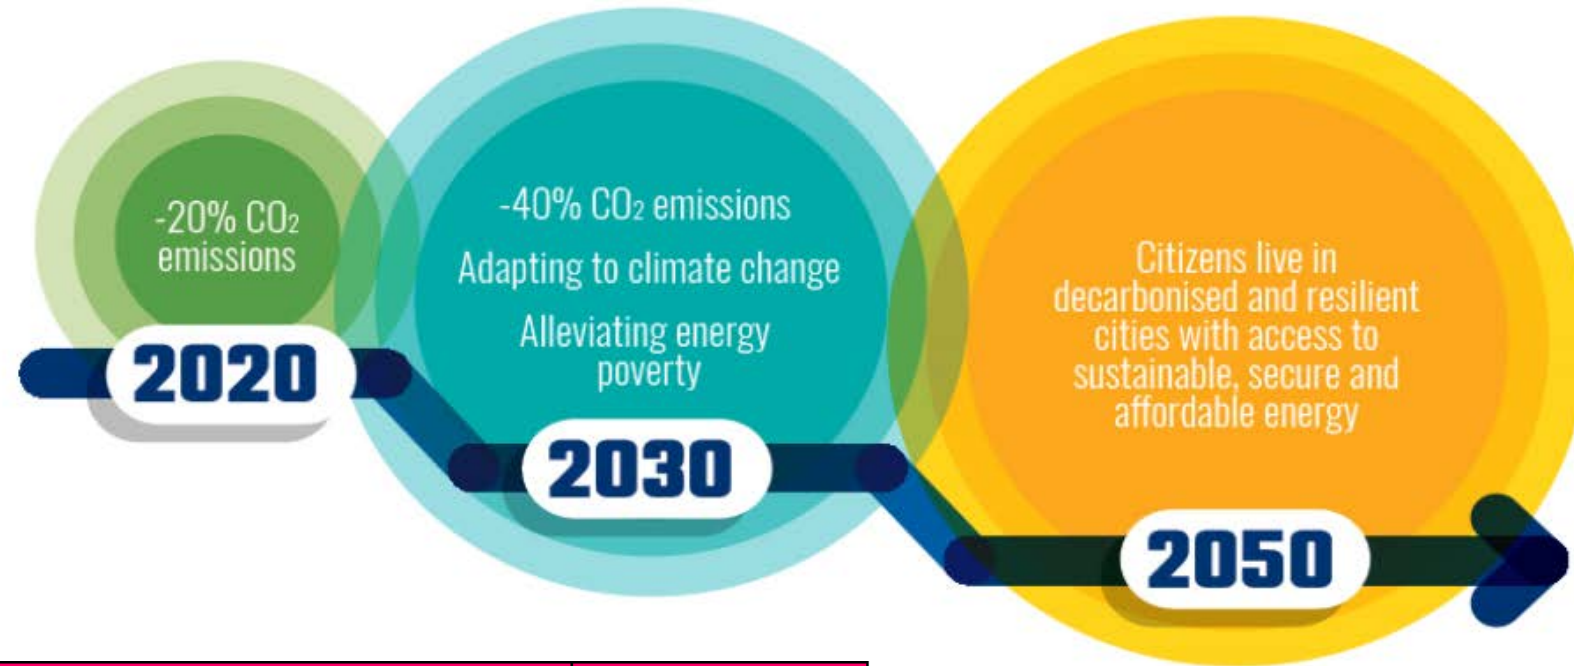 -20% CO₂
emissions
2020
-40% CO₂ emissions
Adapting to climate change
Alleviating energy
poverty
2030
Citizens live in
decarbonised and resilient
cities with access to
sustainable, secure and
affordable energy
2050